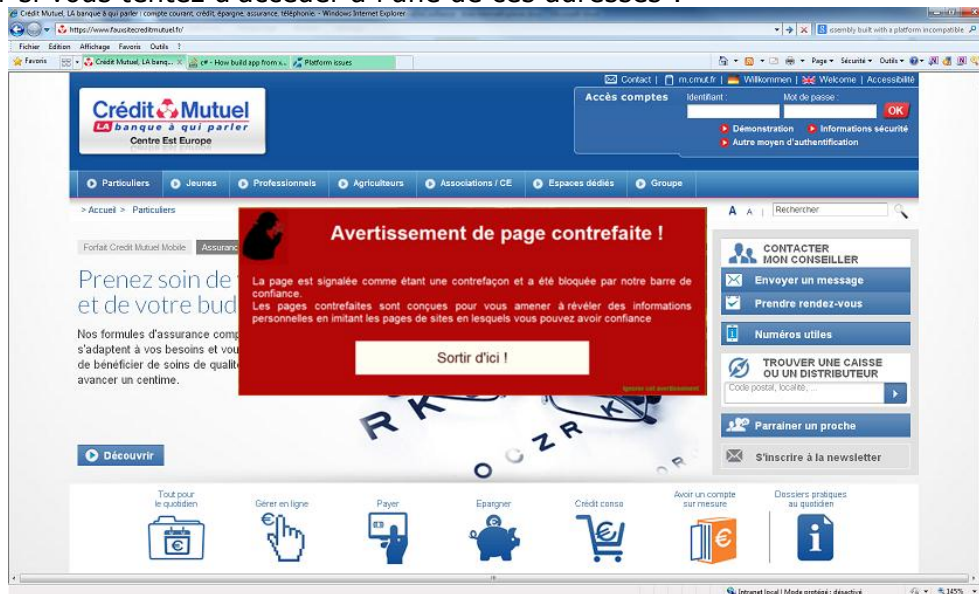 si vous tentez d'accéder à l'une de ces adresses :
Crédit Mutuel, LA banque à qui parler : compte courant, crédit, épargne, assurance, téléphonie. - Windows Internet Explorer
https://www.fauxsitecreditmutuel.fr/
issembly built with a platform incompatible
Fichier Edition Affichage Favoris Outils ?
Favoris
Crédit Mutuel, LA banq...
c# - How build app from s...
Platform issues
Page Sécurité Outils
Contact | m.cmut.fr | Willkommen | Welcome | Accessibilité
Crédit Mutuel
LA banque à qui parler
Centre Est Europe
Accès comptes
Identifiant :
Mot de passe :
OK
Démonstration
Informations sécurité
Autre moyen d'authentification
Particuliers
Jeunes
Professionnels
Agriculteurs
Associations / CE
Espaces dédiés
Groupe
> Accueil > Particuliers
A A |
Rechercher
Forfait Crédit Mutuel Mobile
Assuranc
Prenez soin de
et de votre bud
Nos formules d'assurance comp
s'adaptent à vos besoins et vou
de bénéficier de soins de qualit
avancer un centime.
Découvrir
Avertissement de page contrefaite !
La page est signalée comme étant une contrefaçon et a été bloquée par notre barre de
confiance.
Les pages contrefaites sont conçues pour vous amener à révéler des informations
personnelles en imitant les pages de sites en lesquels vous pouvez avoir confiance
Sortir d'ici !
Ignorer cet avertissement
R K
O Z R K
CONTACTER
MON CONSEILLER
Envoyer un message
Prendre rendez-vous
Numéros utiles
TROUVER UNE CAISSE
OU UN DISTRIBUTEUR
Code postal, localité, ...
Parrainer un proche
S'inscrire à la newsletter
Tout pour
le quotidien
Gérer en ligne
Payer
Epargner
Crédit conso
Avoir un compte
sur mesure
Dossiers pratiques
au quotidien
Intranet local | Mode protégé : désactivé
145%